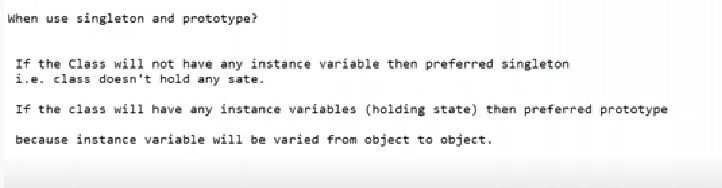 When use singleton and prototype?
If the Class will not have any instance variable then preferred singleton
i.e. class doesn't hold any sate.
If the class will have any instance variables (holding state) then preferred prototype
because instance variable will be varied from object to object.